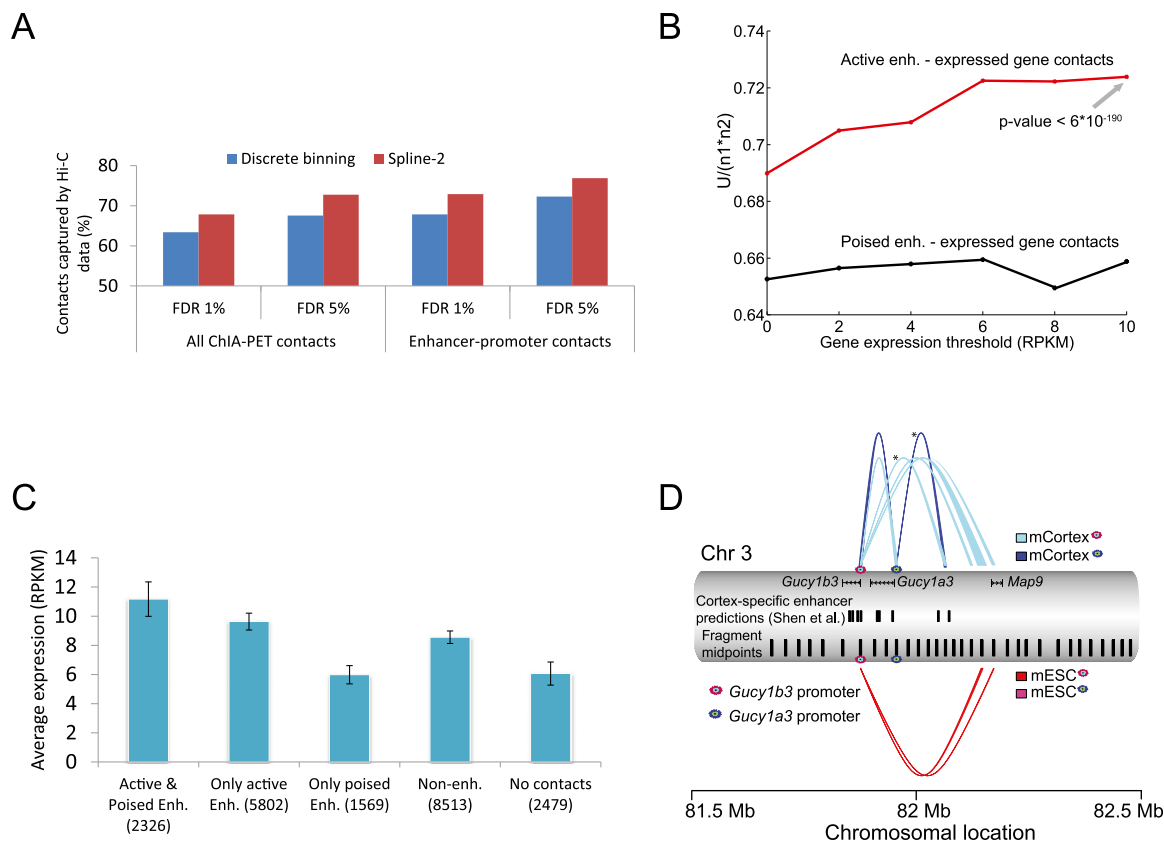 A
Discrete binning
Spline-2
Contacts captured by Hi-C
data (%)
80
70
60
50
FDR 1%
FDR 5%
FDR 1%
FDR 5%
All ChIA-PET contacts
Enhancer-promoter contacts
B
0.74
0.72
0.7
0.68
0.66
0.64
U/(n1*n2)
Active enh. - expressed gene contacts
p-value < 6*10-190
Poised enh. - expressed gene contacts
0
2
4
6
8
10
Gene expression threshold (RPKM)
C
Average expression (RPKM)
14
12
10
8
6
4
2
0
Active &
Poised Enh.
(2326)
Only active
Enh. (5802)
Only poised
Enh. (1569)
Non-enh.
(8513)
No contacts
(2479)
D
*
*
mCortex
mCortex
Chr 3
Gucy1b3
Gucy1a3
Map9
Cortex-specific enhancer
predictions (Shen et al.)
Fragment
midpoints
mESC
mESC
Gucy1b3 promoter
Gucy1a3 promoter
81.5 Mb
82 Mb
82.5 Mb
Chromosomal location